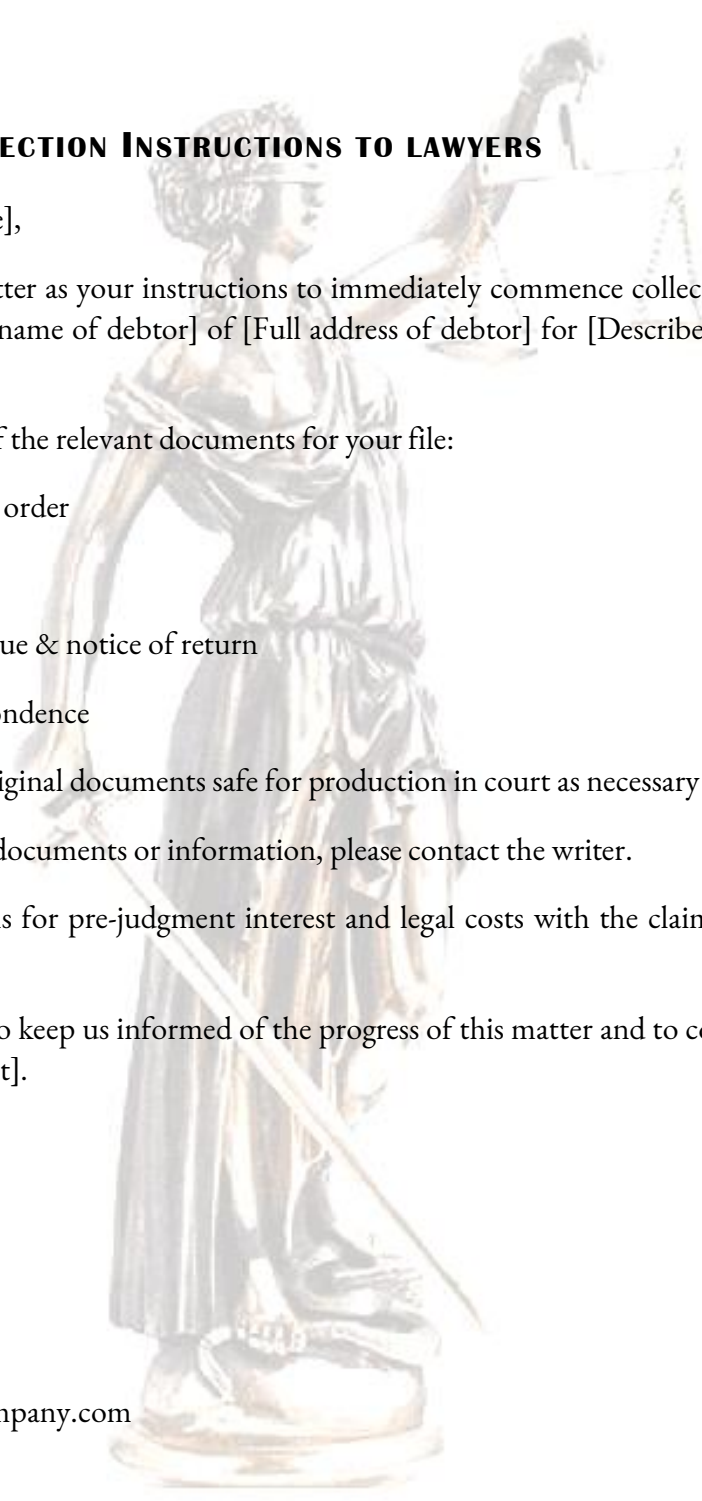 ECTION INSTRUCTIONS TO LAWYERS
e],
tter as your instructions to immediately commence collec
name of debtor] of [Full address of debtor] for [Describe
f the relevant documents for your file:
order
ue & notice of return
ondence
iginal documents safe for production in court as necessary
documents or information, please contact the writer.
s for pre-judgment interest and legal costs with the claim
o keep us informed of the progress of this matter and to co
t].
mpany.com